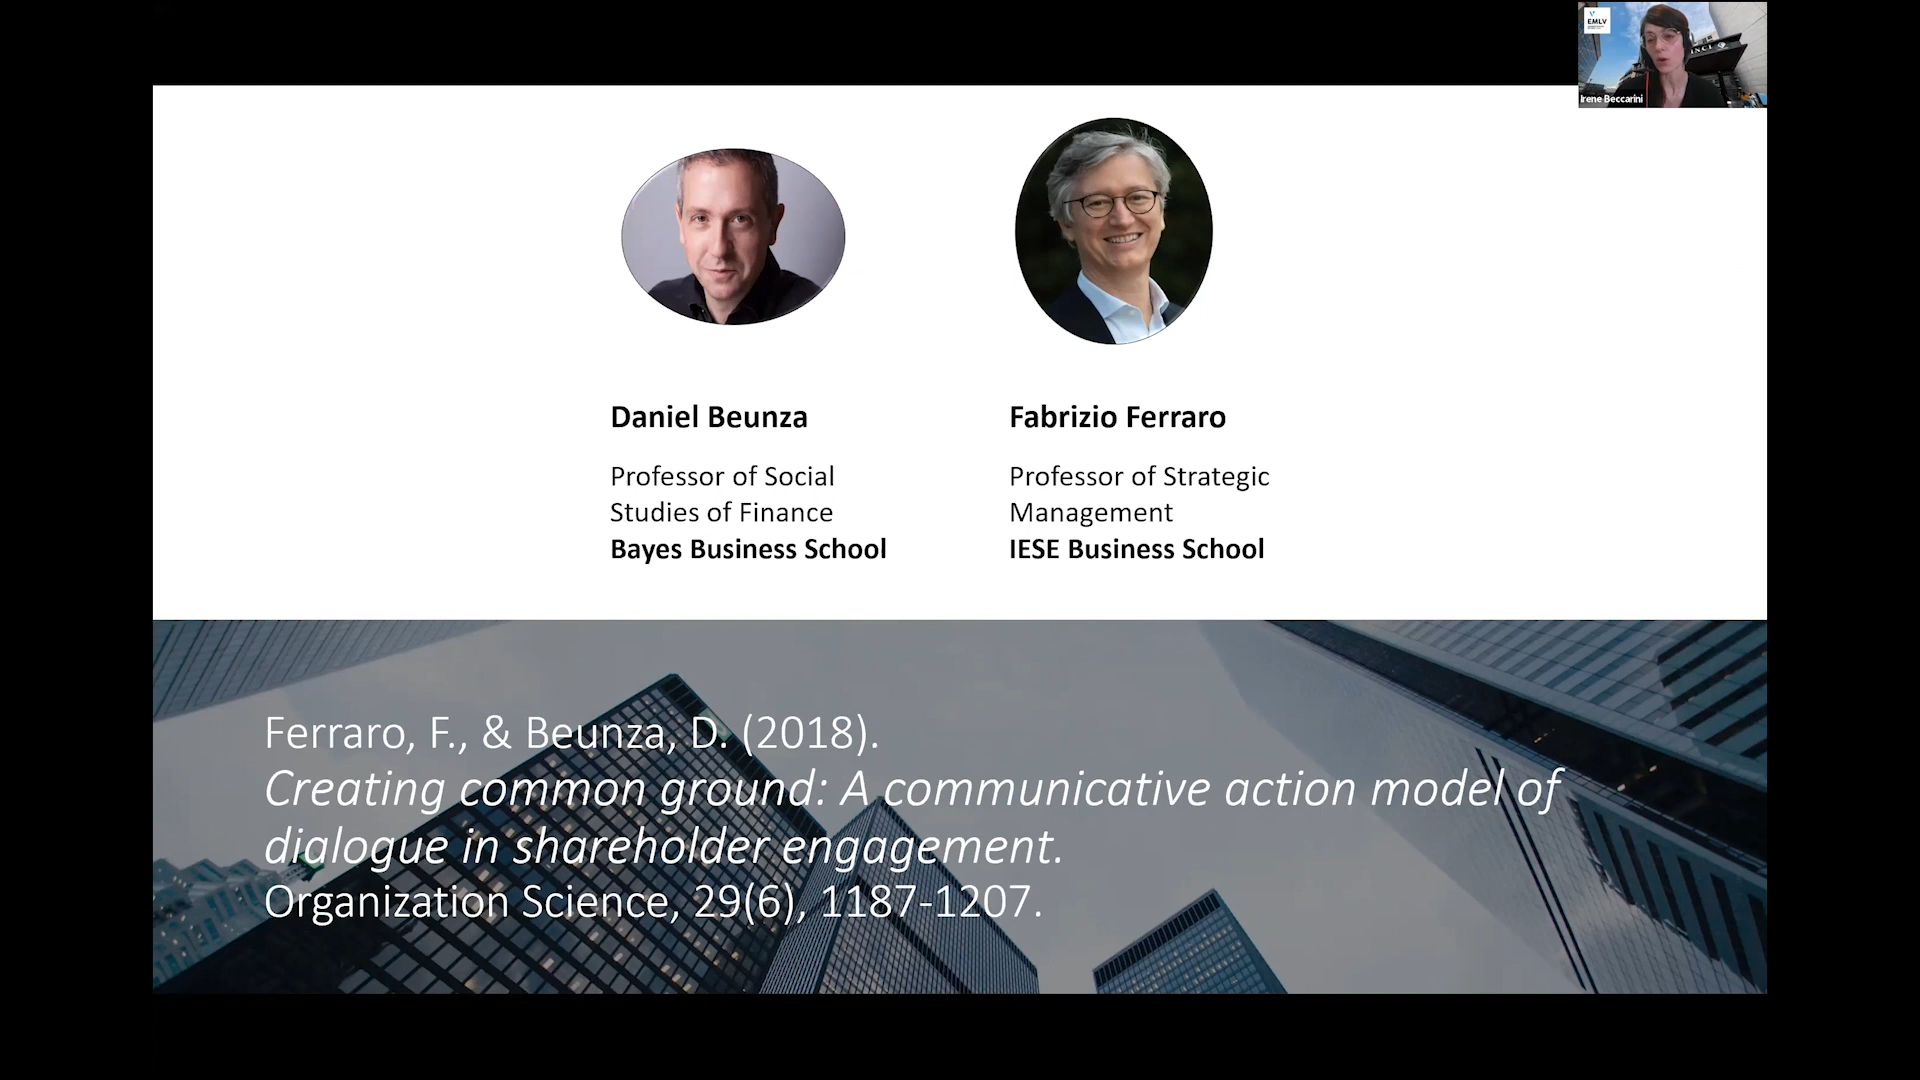 EMLV
INCI
Irene Beccarini
Daniel Beunza
Professor of Social
Studies of Finance
Bayes Business School
Fabrizio Ferraro
Professor of Strategic
Management
IESE Business School
Ferraro, F., & Beunza, D. (2018).
Creating common ground: A communicative action model of
dialogue in shareholder engagement.
Organization Science, 29(6), 1187-1207.